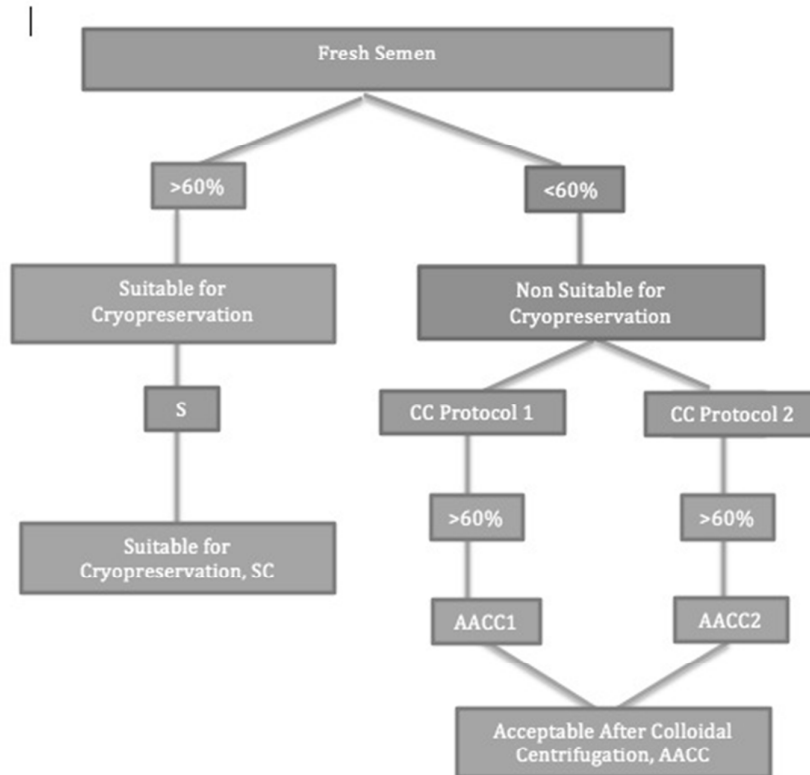 Fresh Semen
>60%
<60%
Suitable for
Cryopreservation
Non Suitable for
Cryopreservation
S
CC Protocol 1
CC Protocol 2
>60%
>60%
Suitable for
Cryopreservation, SC
AACC1
AACC2
Acceptable After Colloidal
Centrifugation, AACC